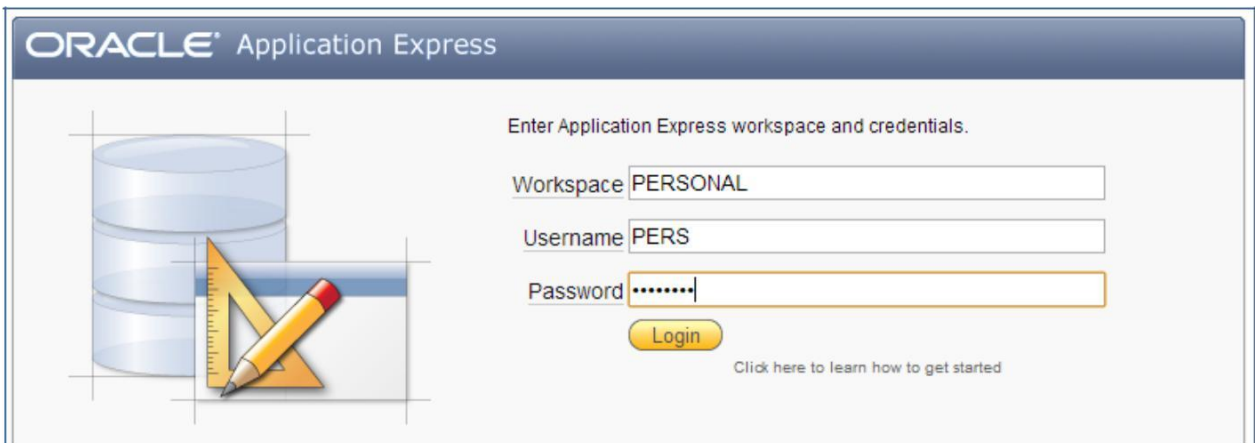 ORACLE® Application Express
Enter Application Express workspace and credentials.
Workspace PERSONAL
Username PERS
Password ••••••••
Login
Click here to learn how to get started